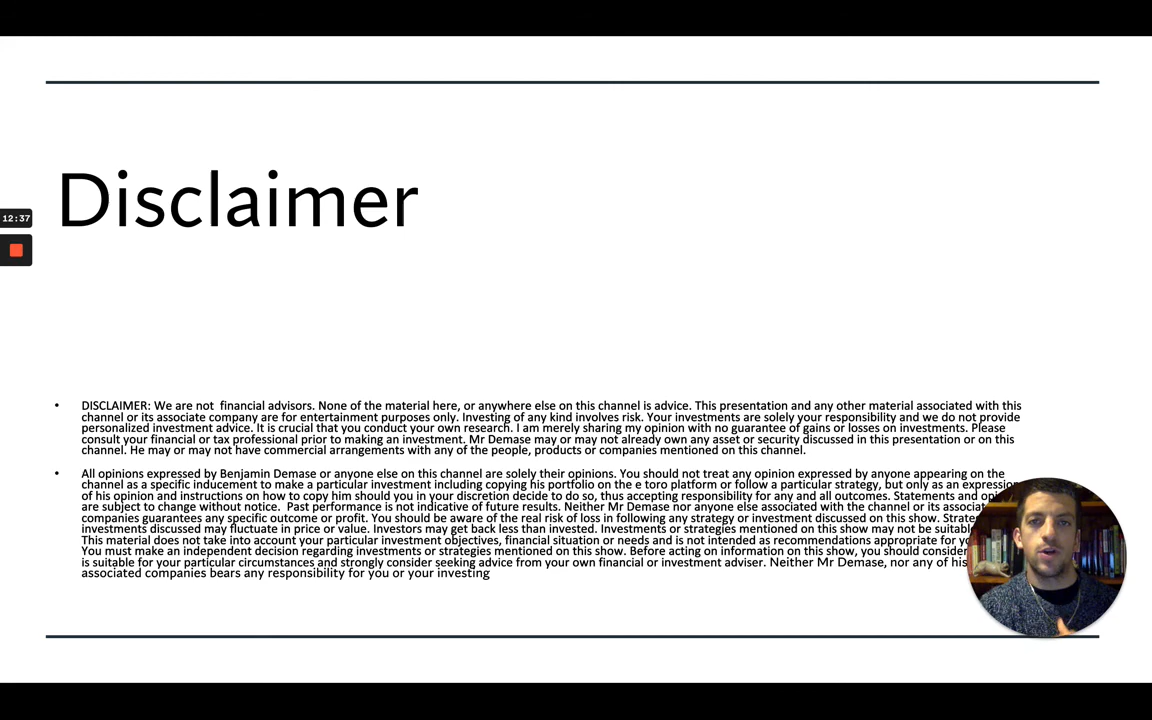 Disclaimer
12:37
• DISCLAIMER: We are not  financial advisors. None of the material here, or anywhere else on this channel is advice. This presentation and any other material associated with this
channel or its associate company are for entertainment purposes only. Investing of any kind involves risk. Your investments are solely your responsibility and we do not provide
personalized investment advice. It is crucial that you conduct your own research. I am merely sharing my opinion with no guarantee of gains or losses on investments. Please
consult your financial or tax professional prior to making an investment. Mr Demase may or may not already own any asset or security discussed in this presentation or on this
channel. He may or may not have commercial arrangements with any of the people, products or companies mentioned on this channel.
• All opinions expressed by Benjamin Demase or anyone else on this channel are solely their opinions. You should not treat any opinion expressed by anyone appearing on the
channel as a specific inducement to make a particular investment including copying his portfolio on the e toro platform or follow a particular strategy, but only as an expression
of his opinion and instructions on how to copy him should you in your discretion decide to do so, thus accepting responsibility for any and all outcomes. Statements and
are subject to change without notice.  Past performance is not indicative of future results. Neither Mr Demase nor anyone else associated with the channel or its
companies guarantees any specific outcome or profit. You should be aware of the real risk of loss in following any strategy or investment discussed on this show.
investments discussed may fluctuate in price or value. Investors may get back less than invested. Investments or strategies mentioned on this show may not be
This material does not take into account your particular investment objectives, financial situation or needs and is not intended as recommendations appropriate for
You must make an independent decision regarding investments or strategies mentioned on this show. Before acting on information on this show, you should consider
is suitable for your particular circumstances and strongly consider seeking advice from your own financial or investment adviser. Neither Mr Demase, nor any of his
associated companies bears any responsibility for you or your investing